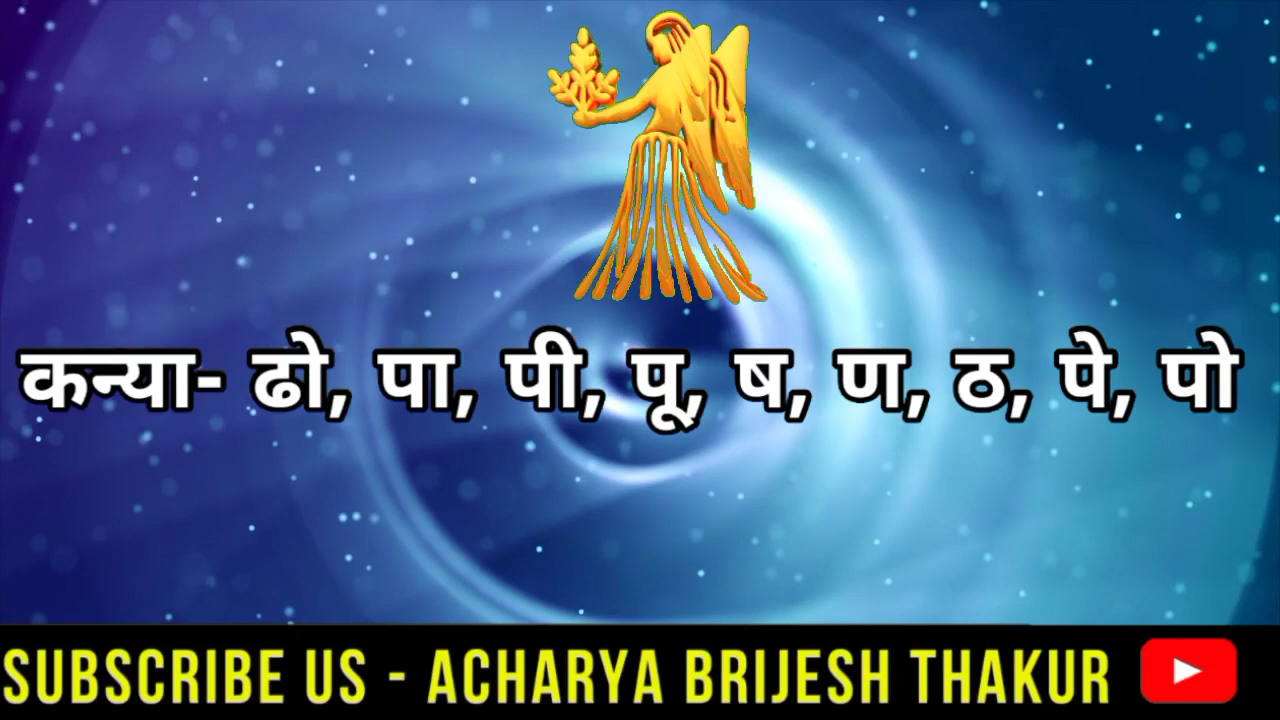 कन्या- ढो, पा, पी, पू, ष, ण, ठ, पे, पो
SUBSCRIBE US - ACHARYA BRIJESH THAKUR